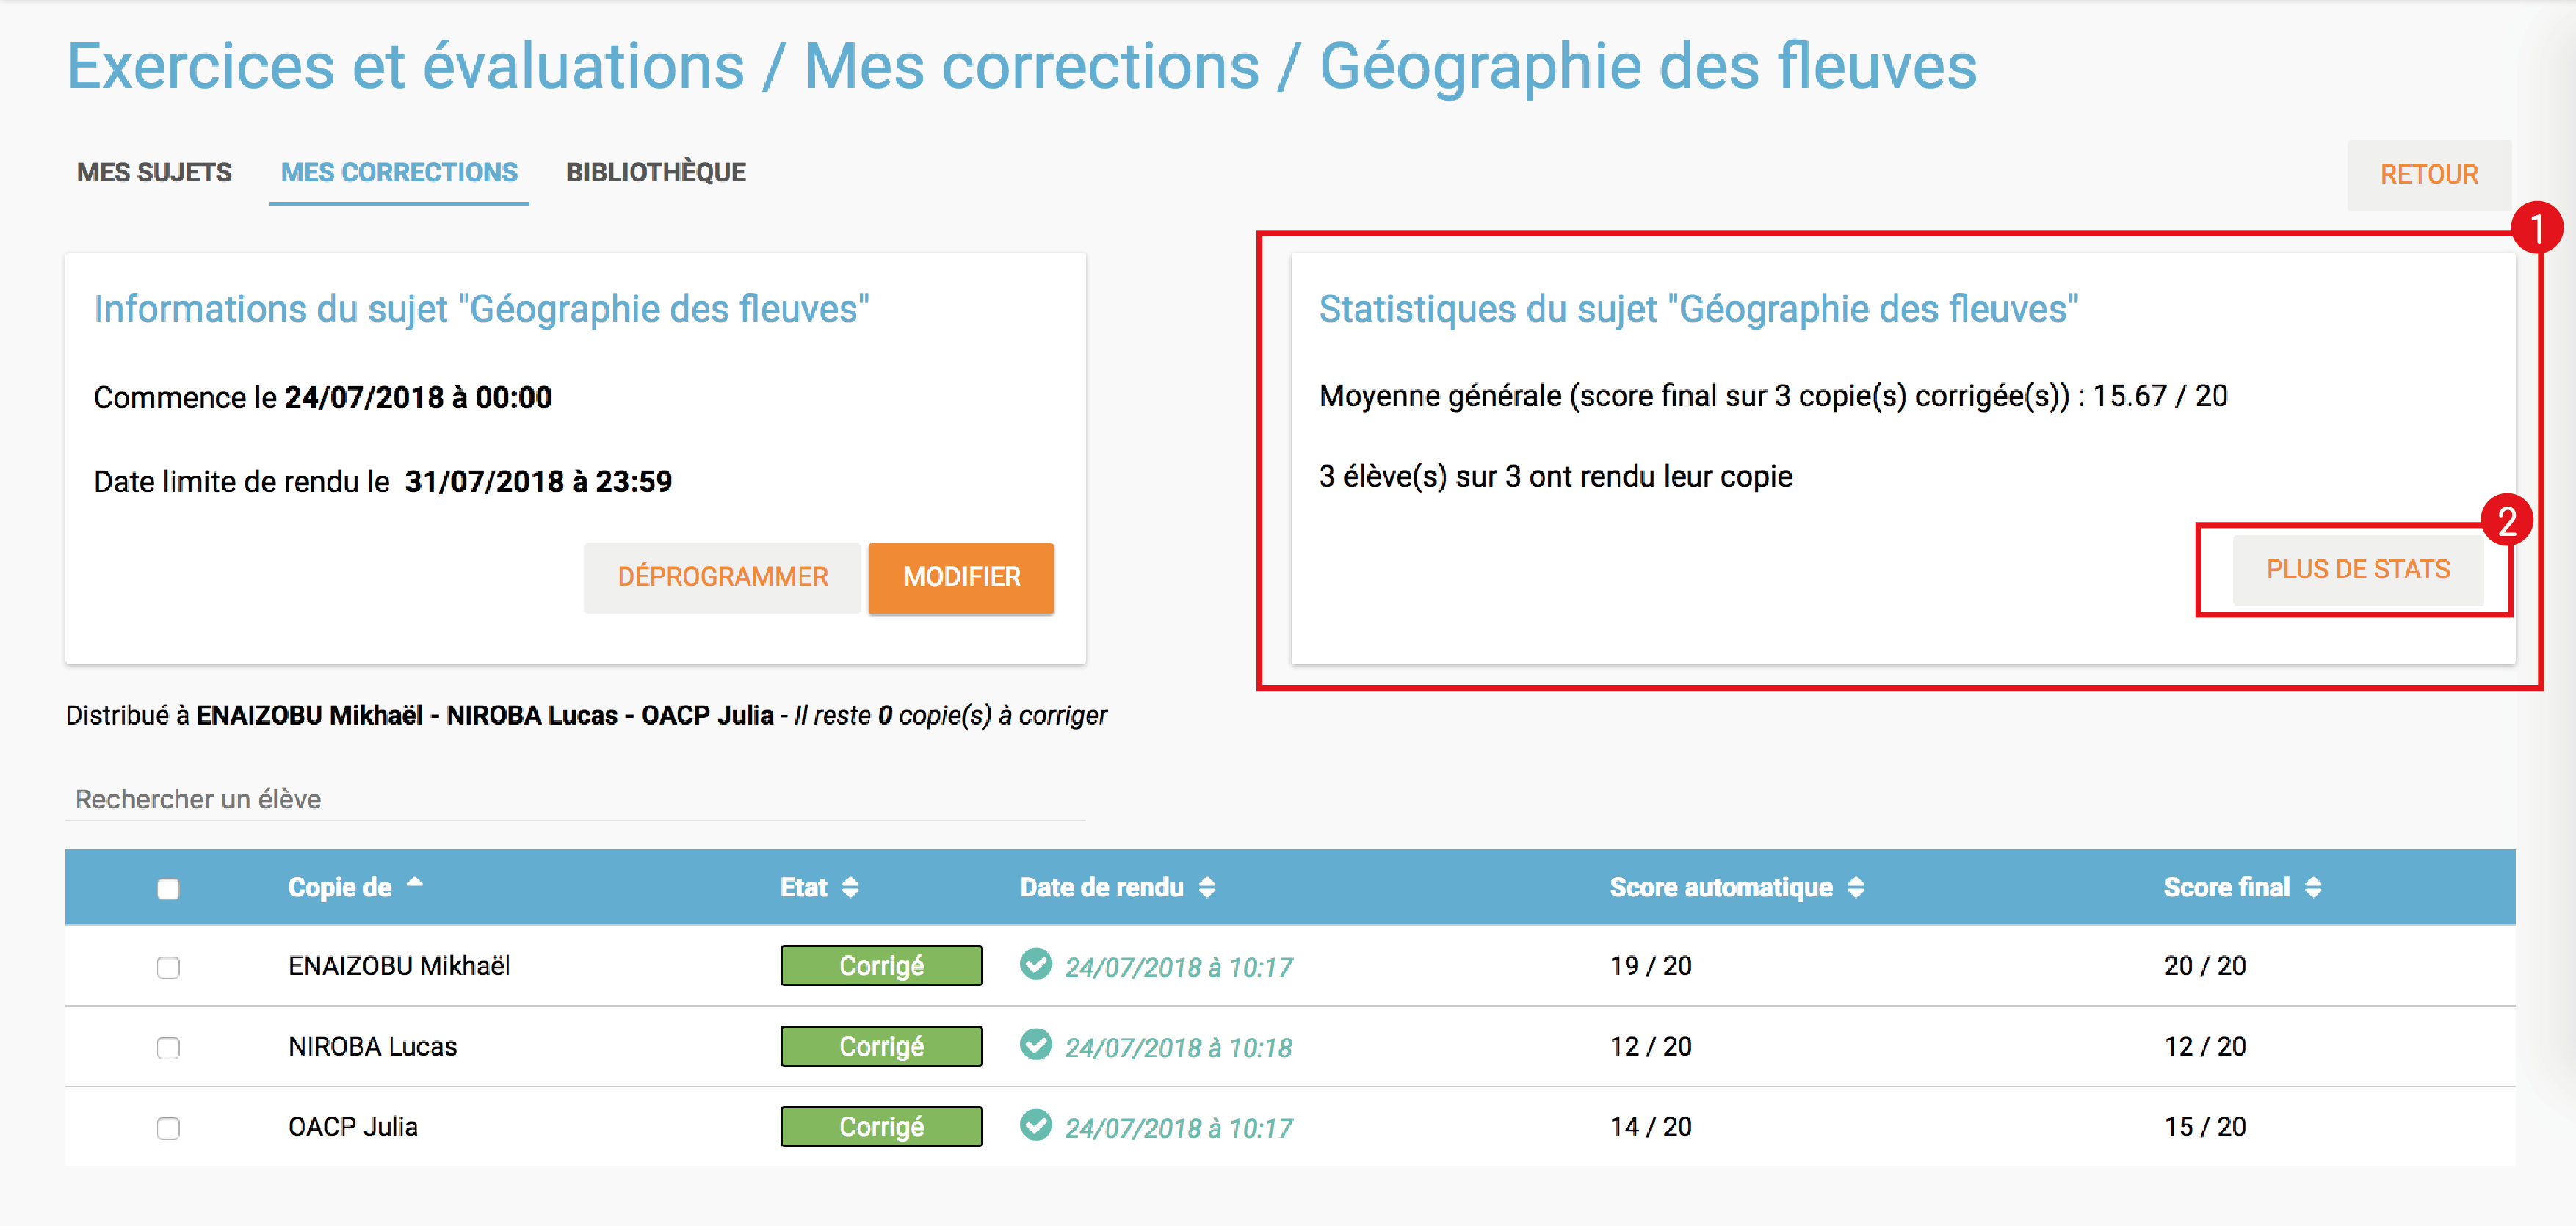 Exercices et évaluations / Mes corrections / Géographie des fleuves
MES SUJETS MES CORRECTIONS BIBLIOTHÈQUE
RETOUR
1
Informations du sujet "Géographie des fleuves"
Commence le 24/07/2018 à 00:00
Date limite de rendu le 31/07/2018 à 23:59
DÉPROGRAMMER MODIFIER
Statistiques du sujet "Géographie des fleuves"
Moyenne générale (score final sur 3 copie(s) corrigée(s)) : 15.67 / 20
3 élève(s) sur 3 ont rendu leur copie
2
PLUS DE STATS
Distribué à ENAIZOBU Mikhaël - NIROBA Lucas - OACP Julia - Il reste 0 copie(s) à corriger
Rechercher un élève
Copie de Etat Date de rendu Score automatique Score final
ENAIZOBU Mikhaël Corrigé 24/07/2018 à 10:17 19 / 20 20 / 20
NIROBA Lucas Corrigé 24/07/2018 à 10:18 12 / 20 12 / 20
OACP Julia Corrigé 24/07/2018 à 10:17 14 / 20 15 / 20